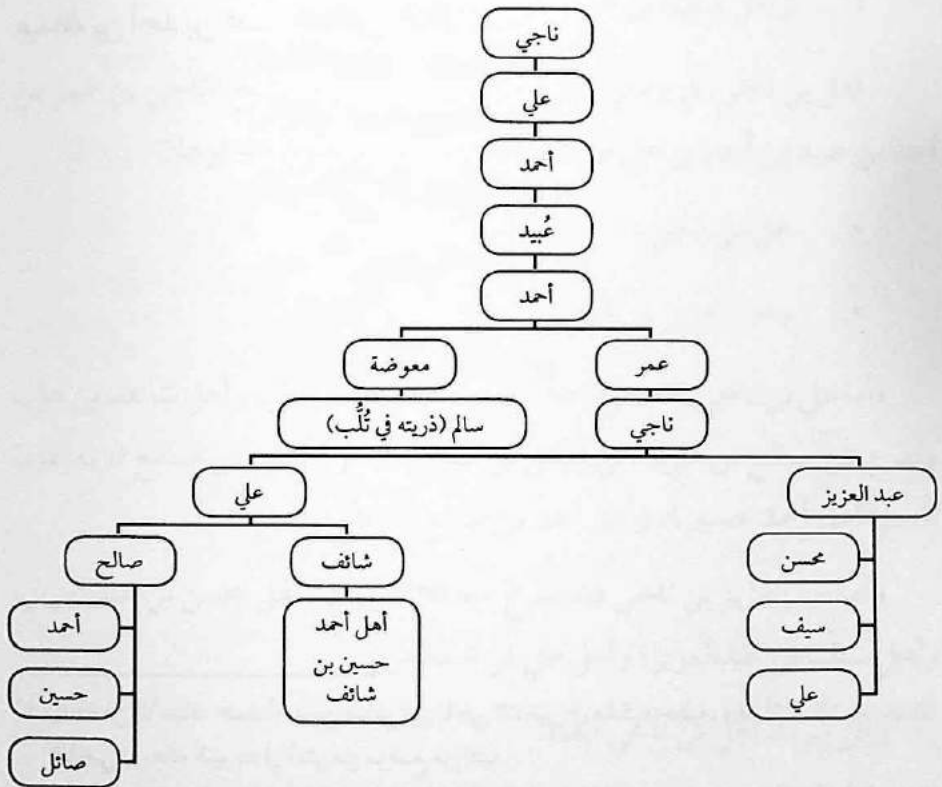 ناجي
علي
أحمد
عُبيد
أحمد
عمر
معوضة
ناجي
سالم (ذريته في تُلُّب)
عبد العزيز
علي
محسن
سيف
علي
شائف
صالح
أهل أحمد
حسين بن
شائف
أحمد
حسين
صائل